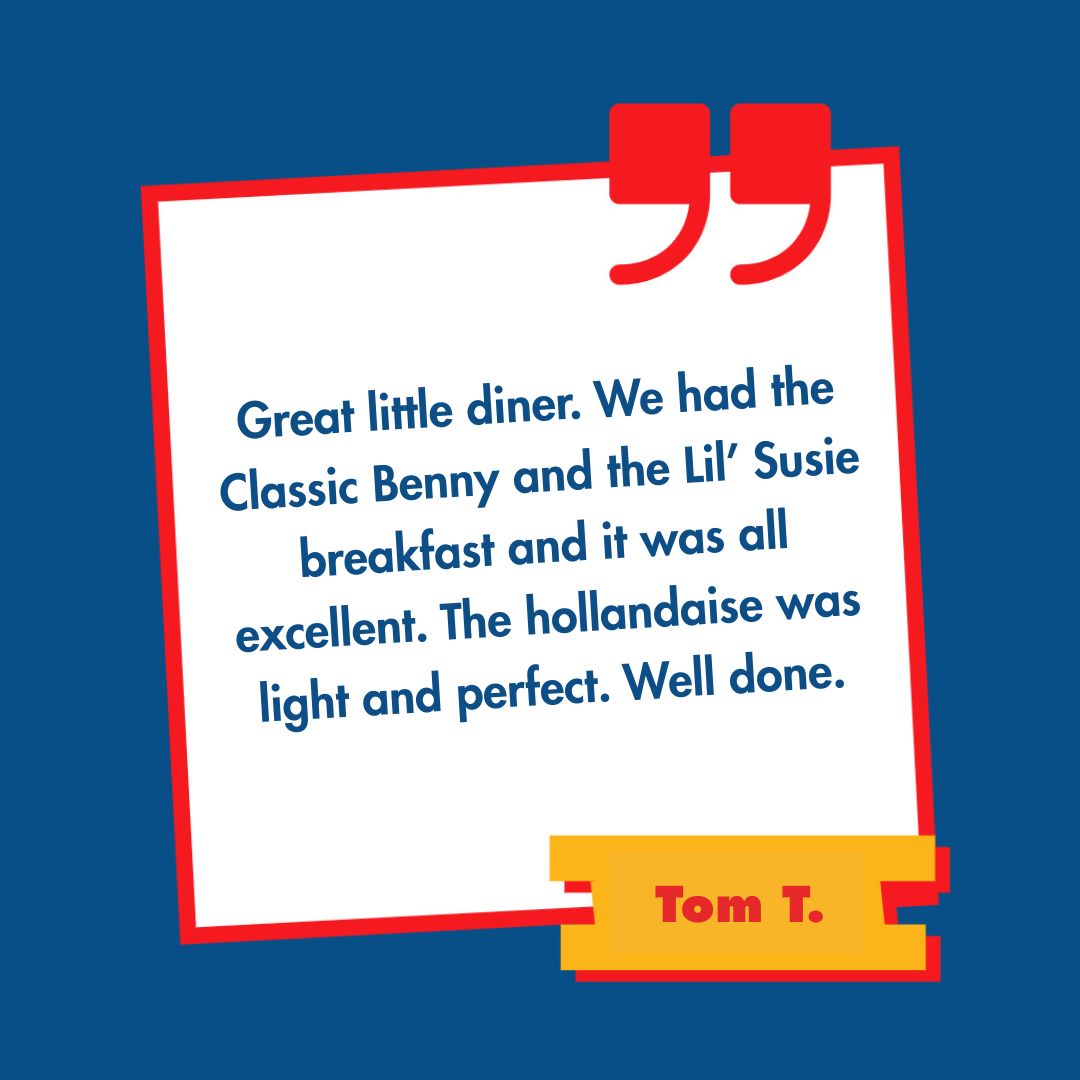 Great little diner. We had the
Classic Benny and the Lil’ Susie
breakfast and it was all
excellent. The hollandaise was
light and perfect. Well done.
Tom T.